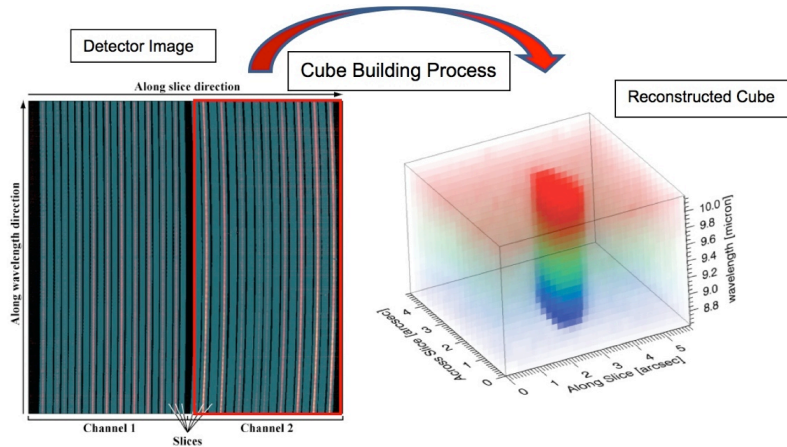 Detector Image
Cube Building Process
Reconstructed Cube
Along slice direction
Along wavelength direction
Channel 1
Channel 2
Slices
10.0
9.8
9.6
9.4
9.2
9.0
8.8
wavelength [micron]
4
3
2
1
0
Across Slice [arcsec]
0
1
2
3
4
5
Along Slice [arcsec]